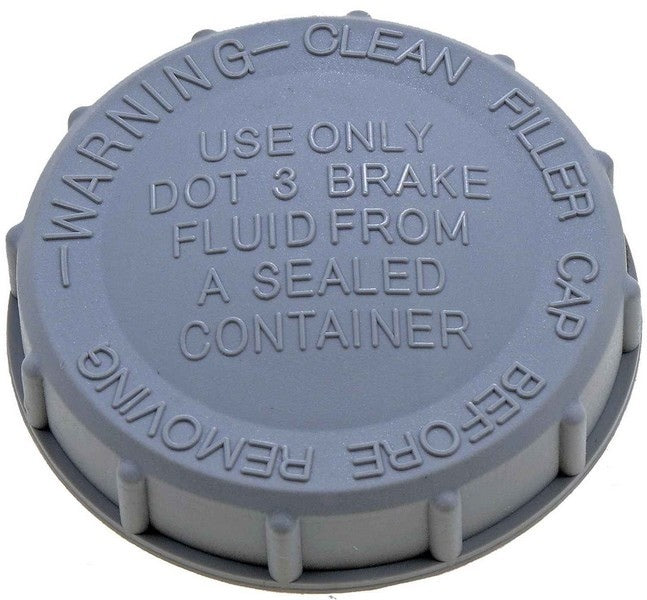 -WARNING-CLEAN FILLER CAP BEFORE REMOVING
USE ONLY
DOT 3 BRAKE
FLUID FROM
A SEALED
CONTAINER